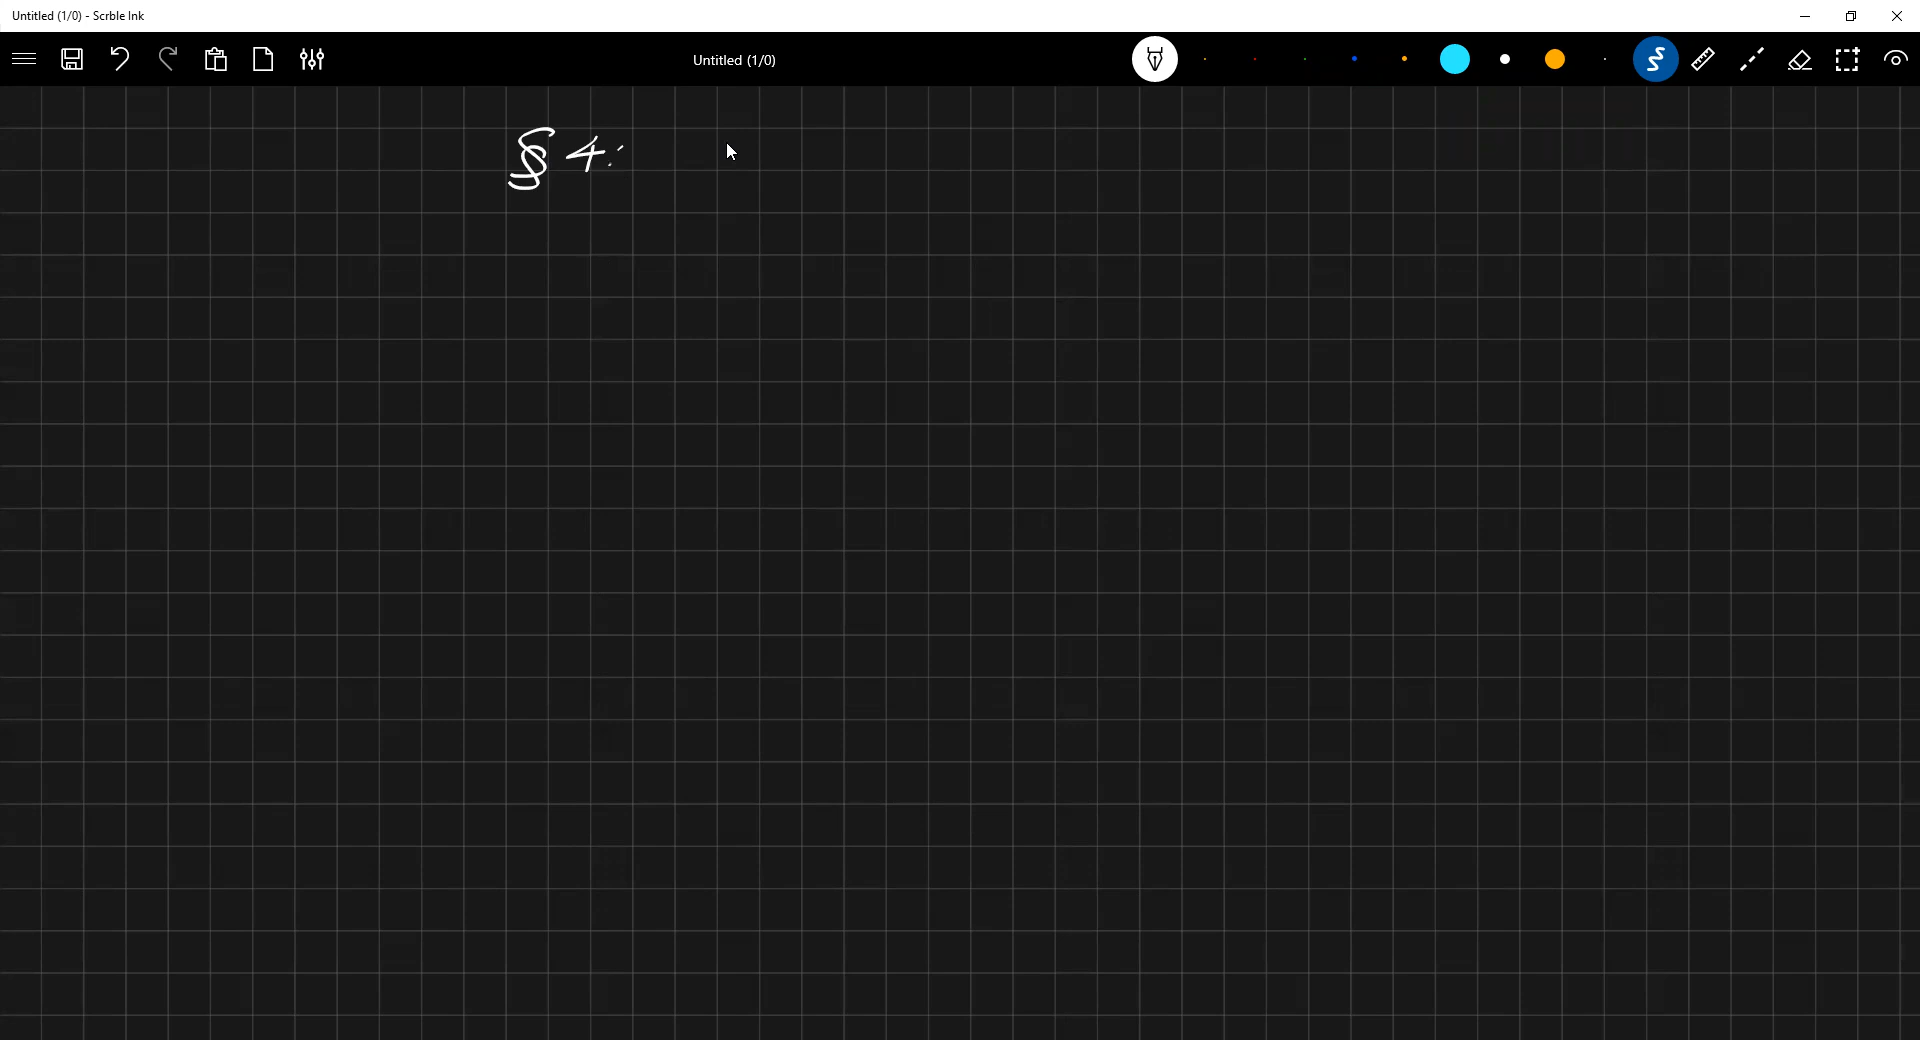 Untitled (1/0) - Scrble Ink
Untitled (1/0)
§ 4: